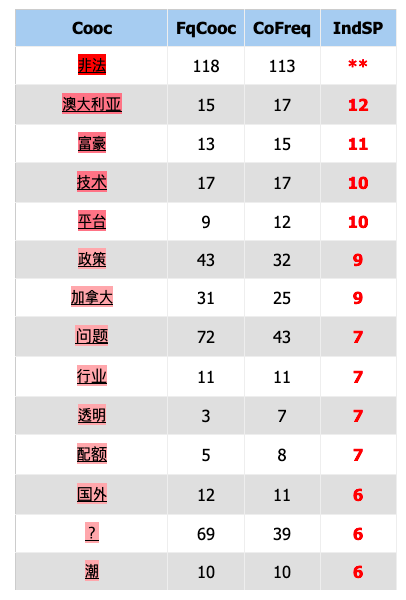 Cooc FqCooc CoFreq IndSP
非法 118 113 **
澳大利亚 15 17 12
富豪 13 15 11
技术 17 17 10
平台 9 12 10
政策 43 32 9
加拿大 31 25 9
问题 72 43 7
行业 11 11 7
透明 3 7 7
配额 5 8 7
国外 12 11 6
？ 69 39 6
潮 10 10 6